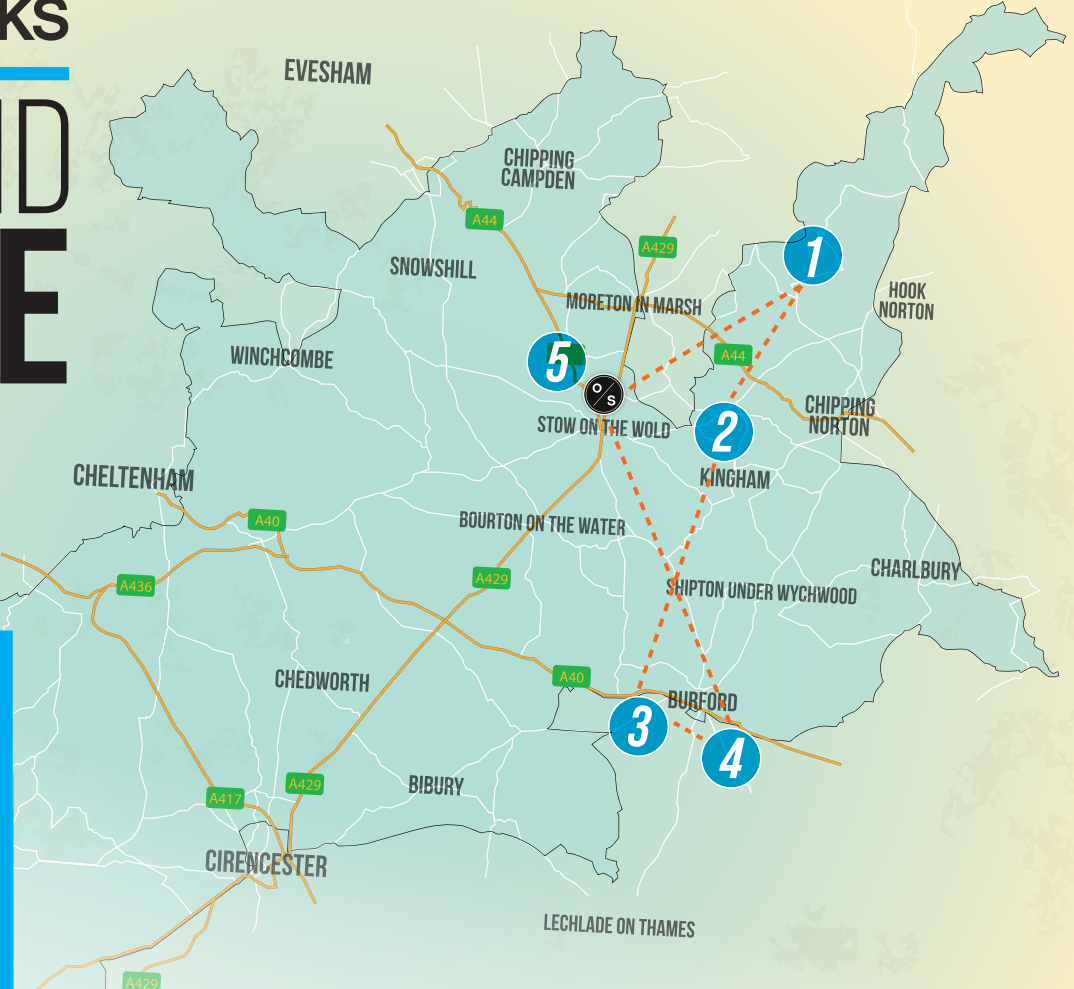 KS
ID
E
EVESHAM
CHIPPING
CAMPDEN
A44
A429
SNOWSHILL
1
HOOK
NORTON
MORETON IN MARSH
WINCHCOMBE
5
A44
O/S
CHIPPING
NORTON
STOW ON THE WOLD
2
CHELTENHAM
KINGHAM
A40
BOURTON ON THE WATER
A436
A429
CHARLBURY
SHIPTON UNDER WYCHWOOD
CHEDWORTH
A40
BURFORD
3
4
BIBURY
A429
A417
CIRENCESTER
LECHLADE ON THAMES
A429